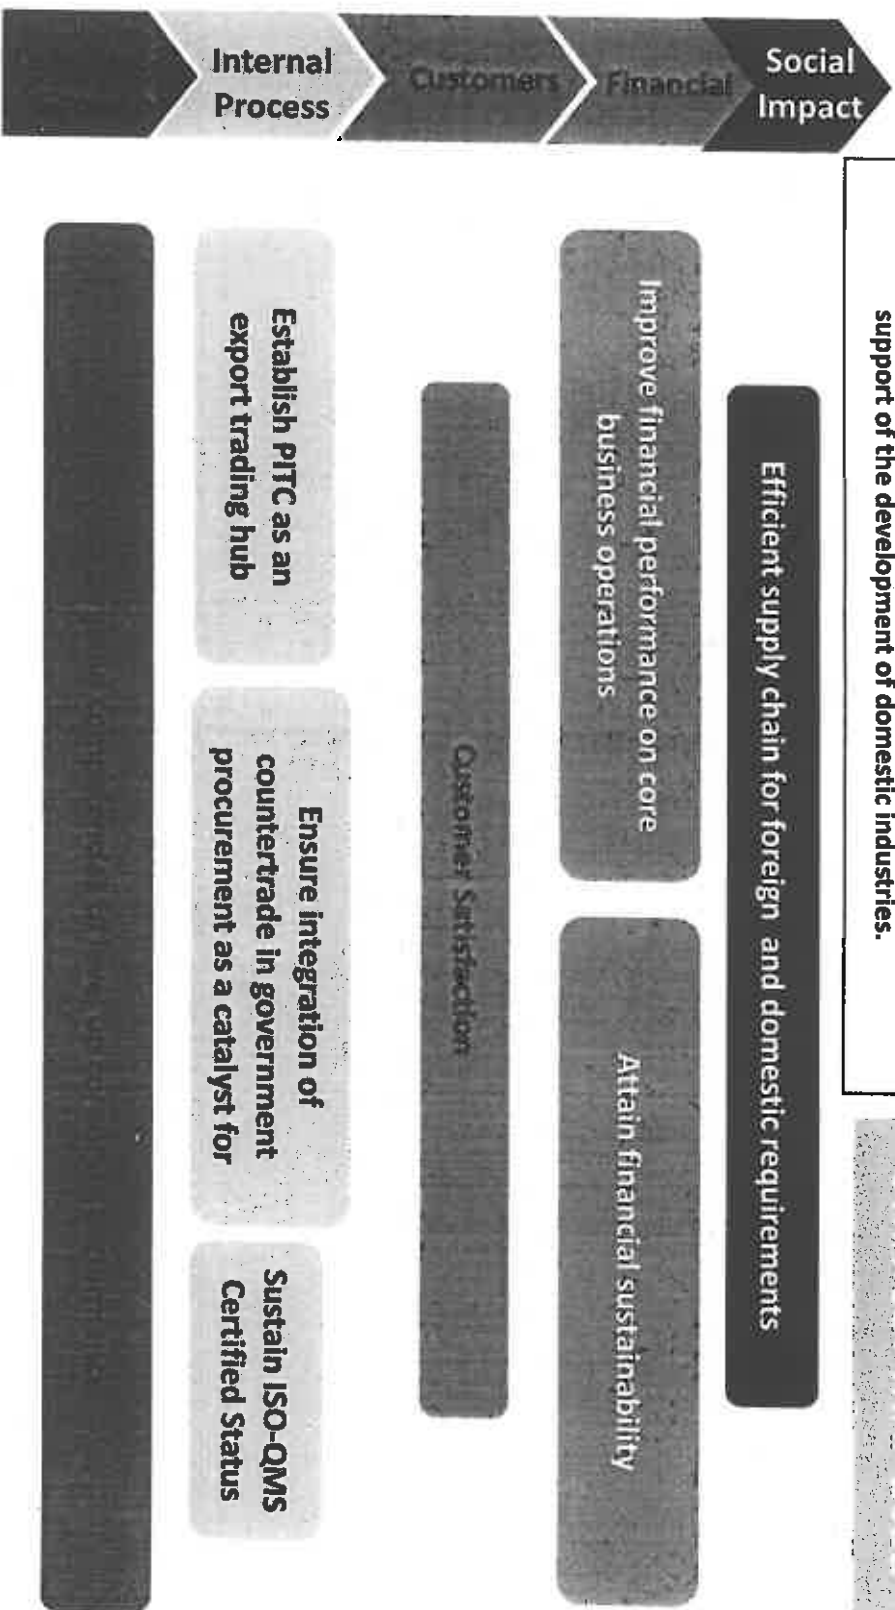 support of the development of domestic industries.
Social
Impact
Efficient supply chain for foreign and domestic requirements
Financial
Improve financial performance on core
business operations
Attain financial sustainability
Customers
Customer Satisfaction
Internal
Process
Establish PITC as an
export trading hub
Ensure integration of
countertrade in government
procurement as a catalyst for
Sustain ISO-QMS
Certified Status